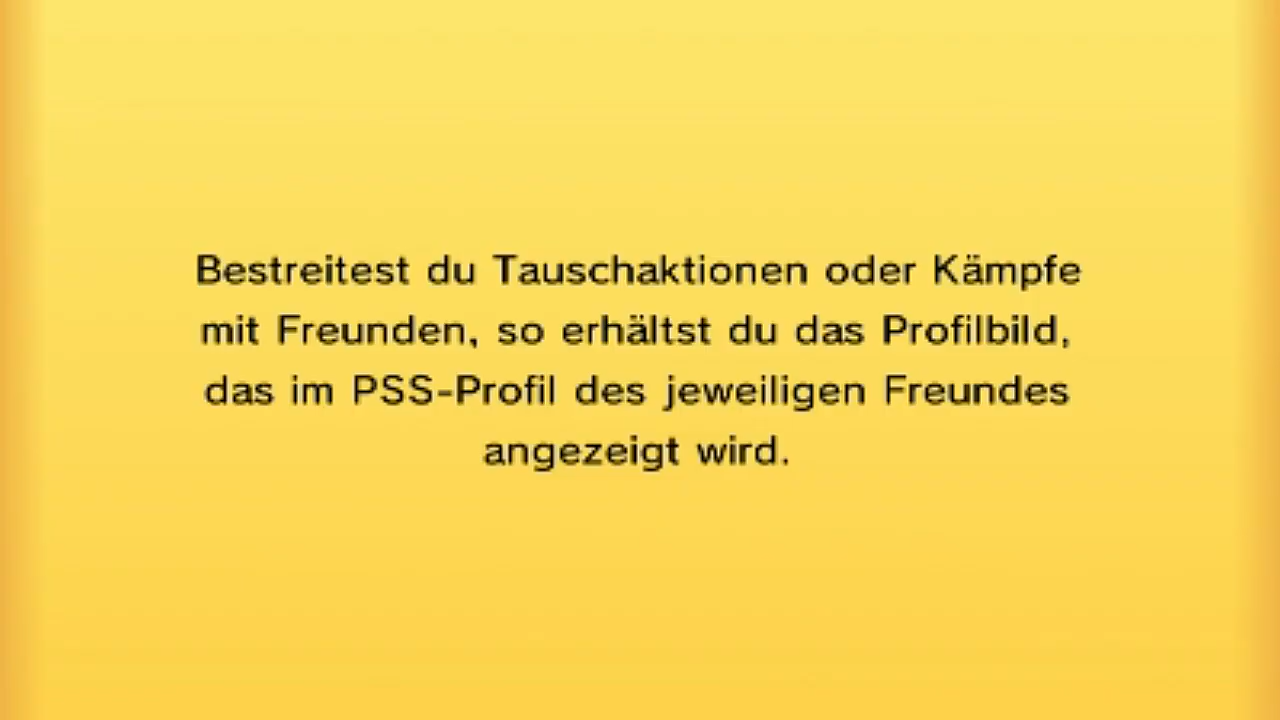 Bestreitest du Tauschaktionen oder Kämpfe
mit Freunden, so erhältst du das Profilbild,
das im PSS-Profil des jeweiligen Freundes
angezeigt wird.